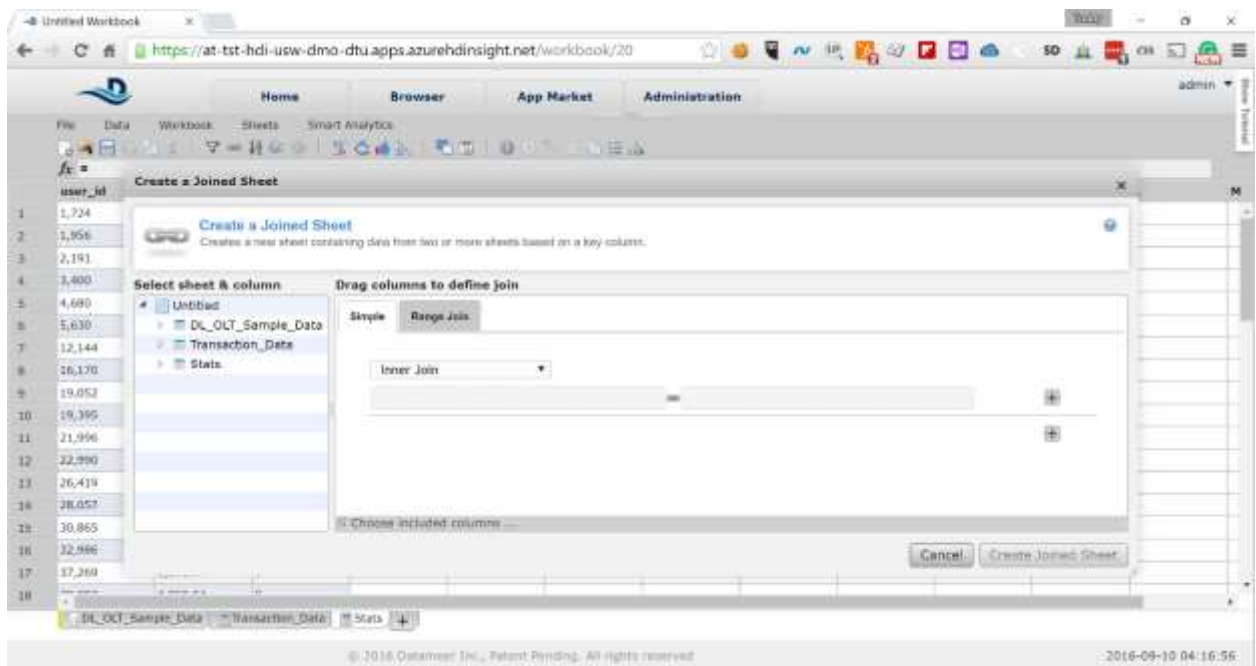 Untitled Workbook
https://at-tst-hdi-usw-dmo-dtu.apps.azurehdinsight.net/workbook/20
Home Browser App Market Administration
admin
File Data Workbook Sheets Smart Analytics
fx =
Create a Joined Sheet
user_id
M
1 1,724
Create a Joined Sheet
2 1,956
Creates a new sheet containing data from two or more sheets based on a key column.
3 2,191
4 3,400
Select sheet & column Drag columns to define join
5 4,680
Untitled
6 5,630
DL_OLT_Sample_Data
Simple Range Join
7 12,144
Transaction_Data
8 16,170
Stats
Inner Join
9 19,052
=
10 19,395
11 21,996
12 22,990
13 26,419
14 28,057
15 30,865
Choose included columns ...
16 32,986
Cancel Create Joined Sheet
17 37,269
18
DL_OLT_Sample_Data Transaction_Data Stats
© 2016 Datameer Inc., Patent Pending. All rights reserved
2016-09-10 04:16:56